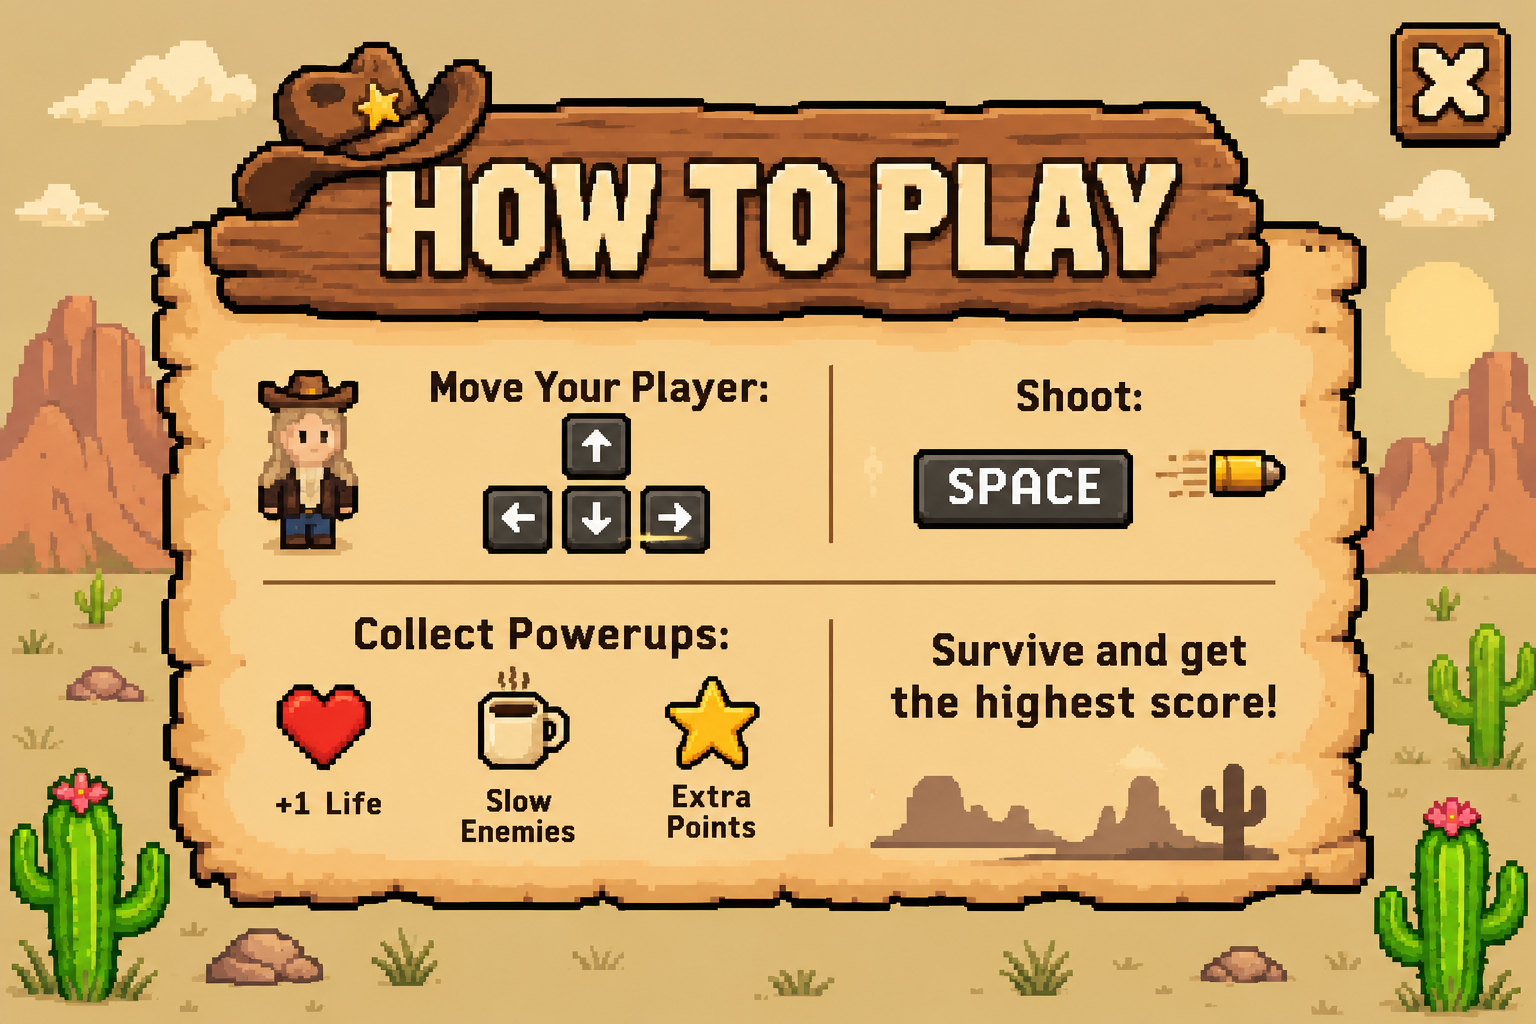 HOW TO PLAY
Move Your Player:
Shoot:
SPACE
Collect Powerups:
+1 Life
Slow
Enemies
Extra
Points
Survive and get
the highest score!